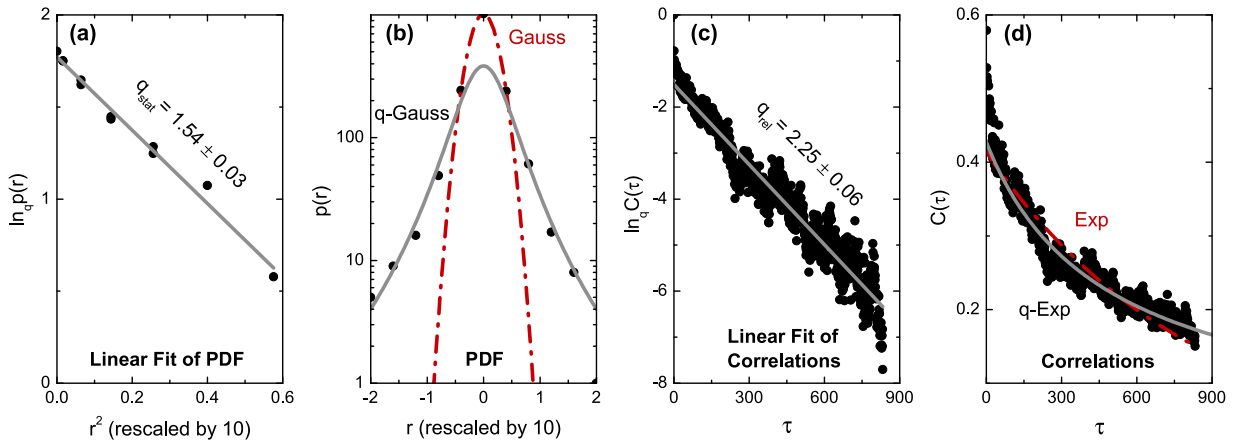 (a)
2
1
0
ln_q p(r)
q_stat = 1.54 ± 0.03
Linear Fit of PDF
0.0 0.2 0.4 0.6
r² (rescaled by 10)
(b)
Gauss
q-Gauss
100
10
1
p(r)
PDF
-2 -1 0 1 2
r (rescaled by 10)
(c)
0
-2
-4
-6
-8
ln_q C(τ)
q_rel = 2.25 ± 0.06
Linear Fit of
Correlations
0 300 600 900
τ
(d)
0.6
0.4
0.2
C(τ)
Exp
q-Exp
Correlations
0 300 600 900
τ